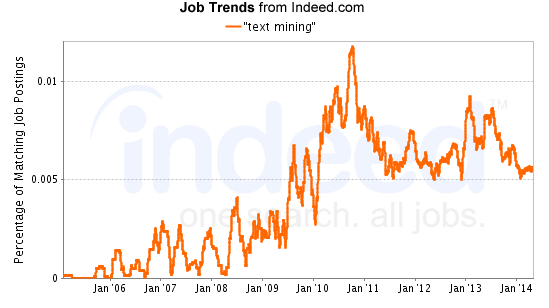 Job Trends from Indeed.com
"text mining"
Percentage of Matching Job Postings
0.01
0.005
0
indeed™
one search. all jobs.
Jan'06 Jan'07 Jan'08 Jan'09 Jan'10 Jan'11 Jan'12 Jan'13 Jan'14